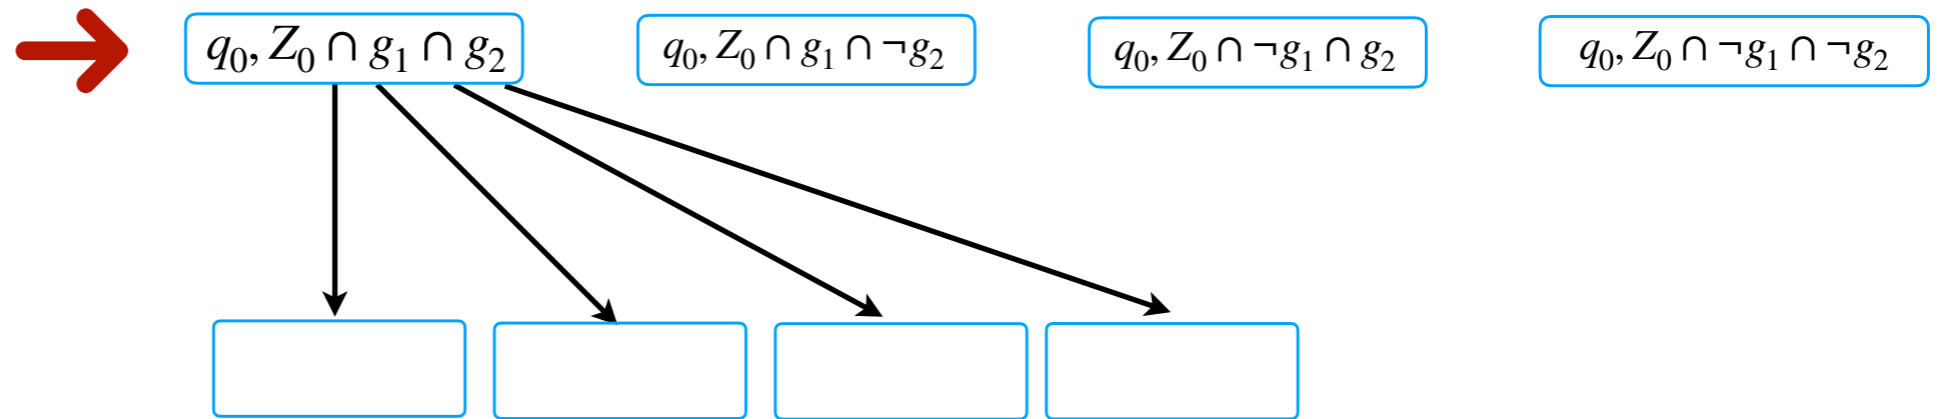 q₀, Z₀ ∩ g₁ ∩ g₂
q₀, Z₀ ∩ g₁ ∩ ¬g₂
q₀, Z₀ ∩ ¬g₁ ∩ g₂
q₀, Z₀ ∩ ¬g₁ ∩ ¬g₂